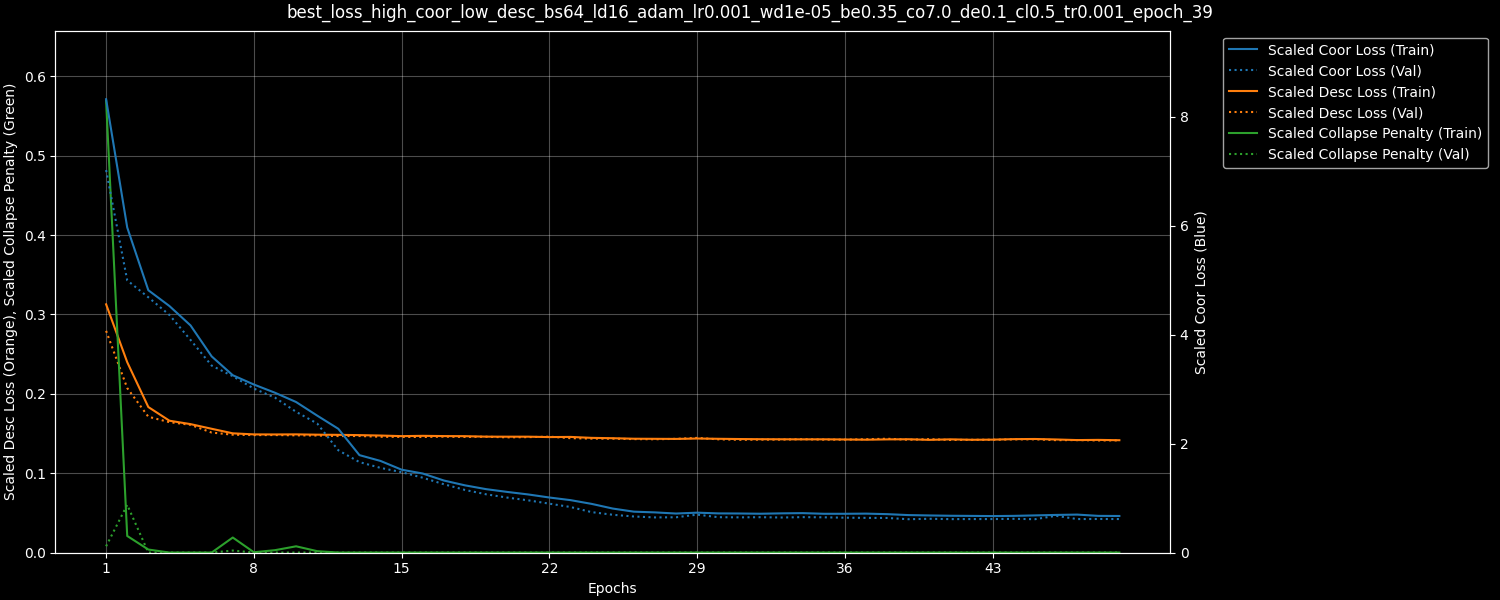 best_loss_high_coor_low_desc_bs64_ld16_adam_lr0.001_wd1e-05_be0.35_co7.0_de0.1_cl0.5_tr0.001_epoch_39
Scaled Desc Loss (Orange), Scaled Collapse Penalty (Green)
0.6
0.5
0.4
0.3
0.2
0.1
0.0
1
8
15
22
29
36
43
Epochs
8
6
4
2
0
Scaled Coor Loss (Blue)
Scaled Coor Loss (Train)
Scaled Coor Loss (Val)
Scaled Desc Loss (Train)
Scaled Desc Loss (Val)
Scaled Collapse Penalty (Train)
Scaled Collapse Penalty (Val)